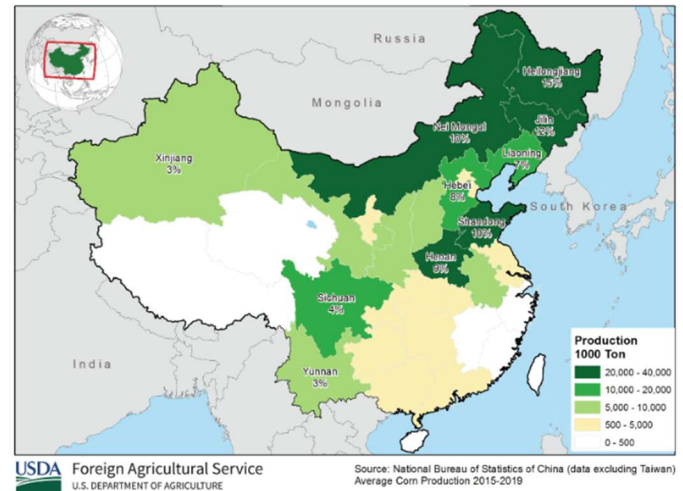 Russia
Mongolia
Heilongjiang
15%
Jilin
12%
Nei Mongol
10%
Liaoning
7%
Xinjiang
3%
Hebei
8%
South Korea
Shandong
10%
Henan
Sichuan
4%
Yunnan
3%
India
Production
1000 Ton
20,000 - 40,000
10,000 - 20,000
5,000 - 10,000
500 - 5,000
0 - 500
USDA
Foreign Agricultural Service
U.S. DEPARTMENT OF AGRICULTURE
Source: National Bureau of Statistics of China (data excluding Taiwan)
Average Corn Production 2015-2019